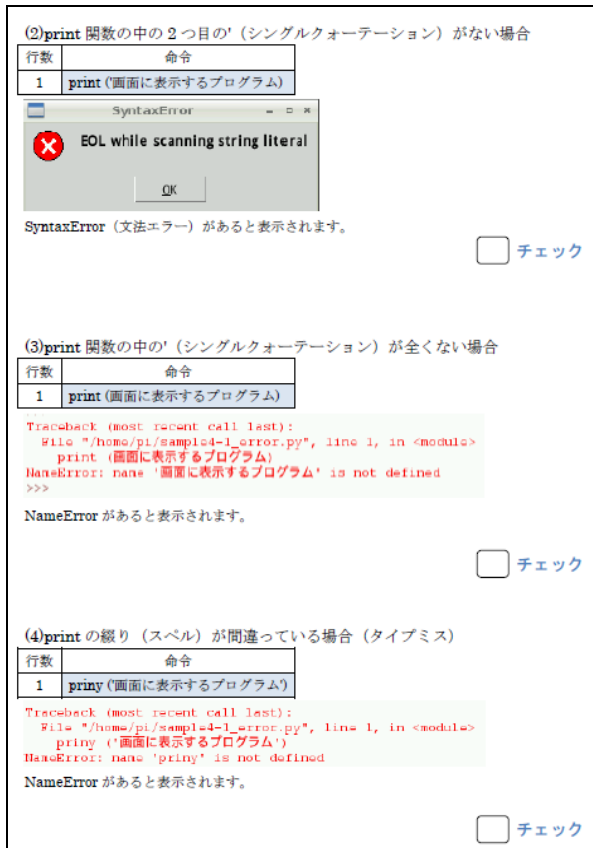 (2)print 関数の中の 2 つ目の'（シングルクォーテーション）がない場合
行数 命令
1 print ('画面に表示するプログラム)
SyntaxError
EOL while scanning string literal
OK
SyntaxError（文法エラー）があると表示されます。
チェック
(3)print 関数の中の'（シングルクォーテーション）が全くない場合
行数 命令
1 print (画面に表示するプログラム)
Traceback (most recent call last):
File "/home/pi/sample4-1_error.py", line 1, in <module>
print (画面に表示するプログラム)
NameError: name '画面に表示するプログラム' is not defined
>>>
NameError があると表示されます。
チェック
(4)print の綴り（スペル）が間違っている場合（タイプミス）
行数 命令
1 priny ('画面に表示するプログラム')
Traceback (most recent call last):
File "/home/pi/sample4-1_error.py", line 1, in <module>
priny ('画面に表示するプログラム')
NameError: name 'priny' is not defined
NameError があると表示されます。
チェック